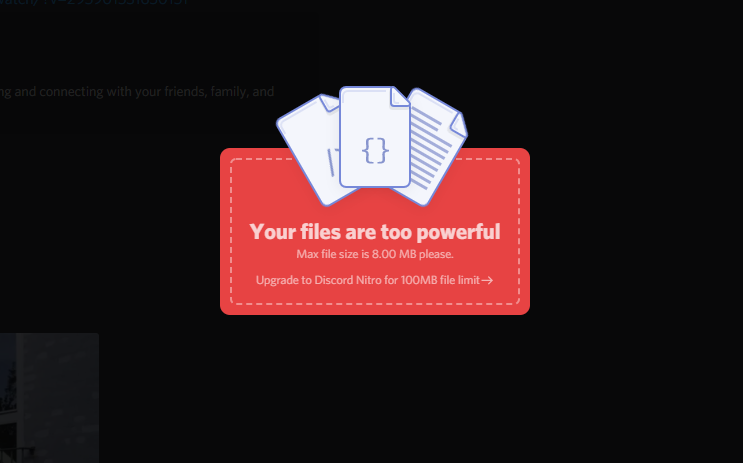 ng and connecting with your friends, family, and
{}
Your files are too powerful
Max file size is 8.00 MB please.
Upgrade to Discord Nitro for 100MB file limit→